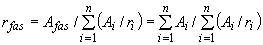 r_fas = A_fas / ∑_{i=1}^{n} (A_i / r_i) = ∑_{i=1}^{n} A_i / ∑_{i=1}^{n} (A_i / r_i)